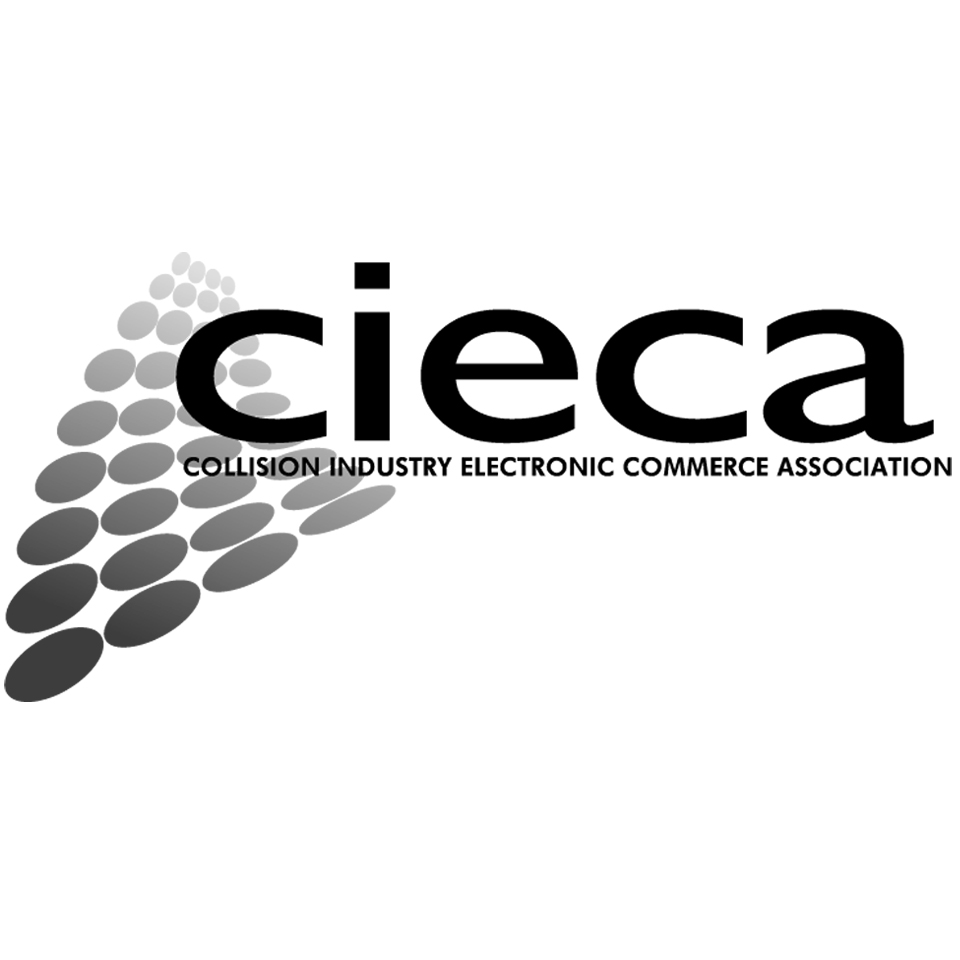 cieca
COLLISION INDUSTRY ELECTRONIC COMMERCE ASSOCIATION